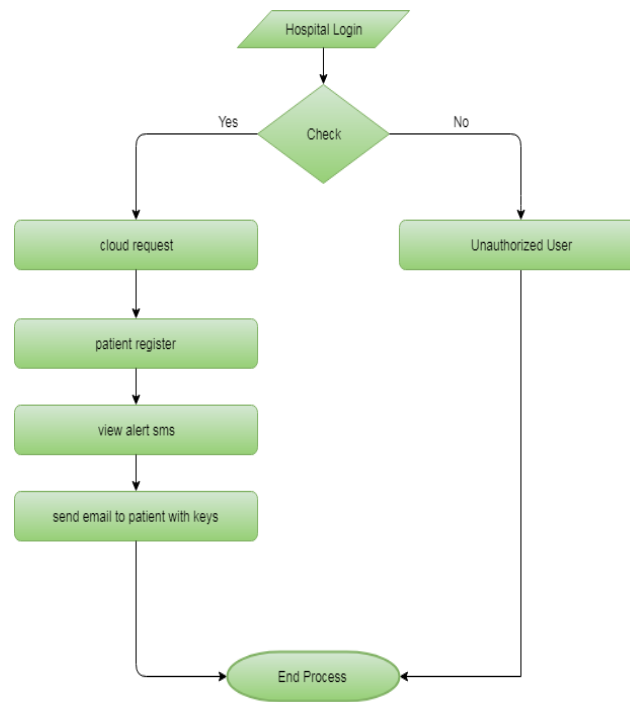 Hospital Login
Check
Yes
No
cloud request
Unauthorized User
patient register
view alert sms
send email to patient with keys
End Process